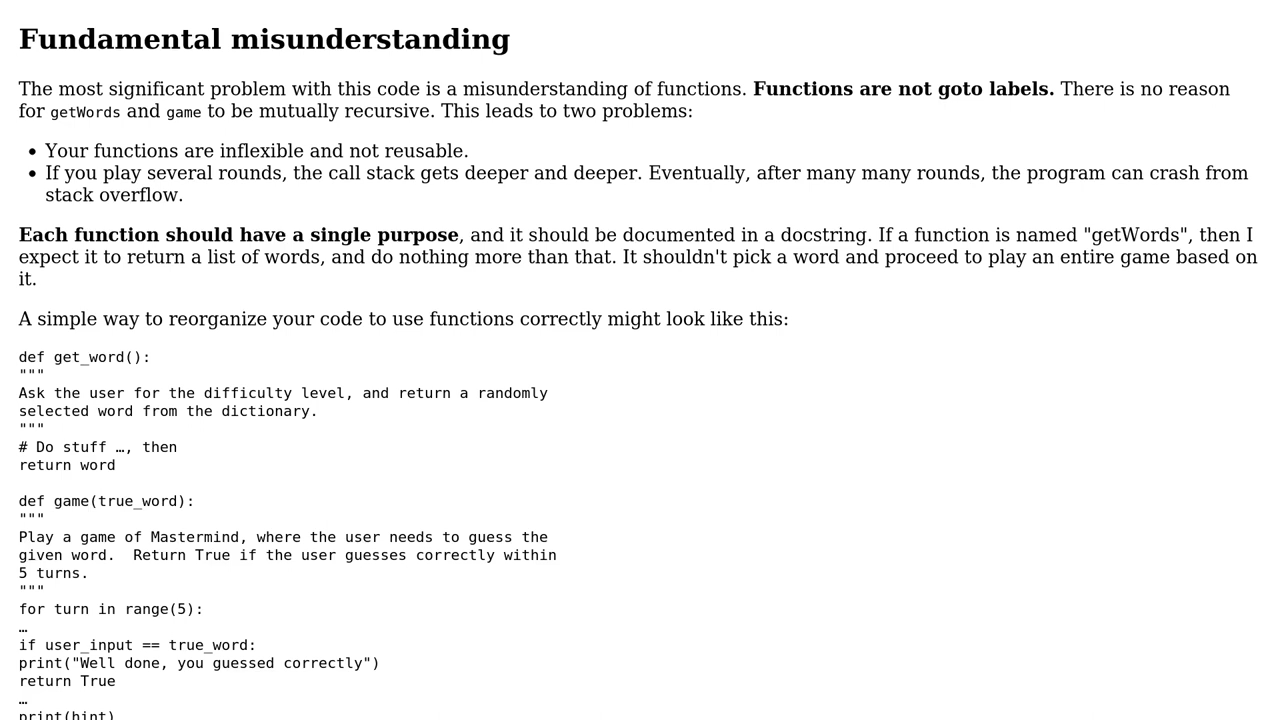 Fundamental misunderstanding
The most significant problem with this code is a misunderstanding of functions. Functions are not goto labels. There is no reason
for getWords and game to be mutually recursive. This leads to two problems:
• Your functions are inflexible and not reusable.
• If you play several rounds, the call stack gets deeper and deeper. Eventually, after many many rounds, the program can crash from
stack overflow.
Each function should have a single purpose, and it should be documented in a docstring. If a function is named "getWords", then I
expect it to return a list of words, and do nothing more than that. It shouldn't pick a word and proceed to play an entire game based on
it.
A simple way to reorganize your code to use functions correctly might look like this:
def get_word():
"""
Ask the user for the difficulty level, and return a randomly
selected word from the dictionary.
"""
# Do stuff …, then
return word
def game(true_word):
"""
Play a game of Mastermind, where the user needs to guess the
given word.  Return True if the user guesses correctly within
5 turns.
"""
for turn in range(5):
…
if user_input == true_word:
print("Well done, you guessed correctly")
return True
…
print(hint)